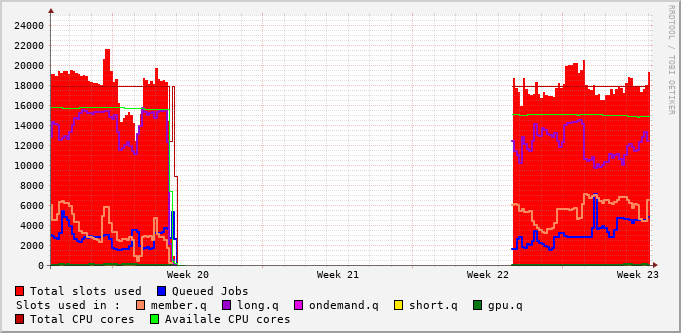 RRDTOOL / TOBI OETIKER
24000
22000
20000
18000
16000
14000
12000
10000
8000
6000
4000
2000
0
Week 20 Week 21 Week 22 Week 23
Total slots used Queued Jobs
Slots used in : member.q long.q ondemand.q short.q gpu.q
Total CPU cores Availale CPU cores